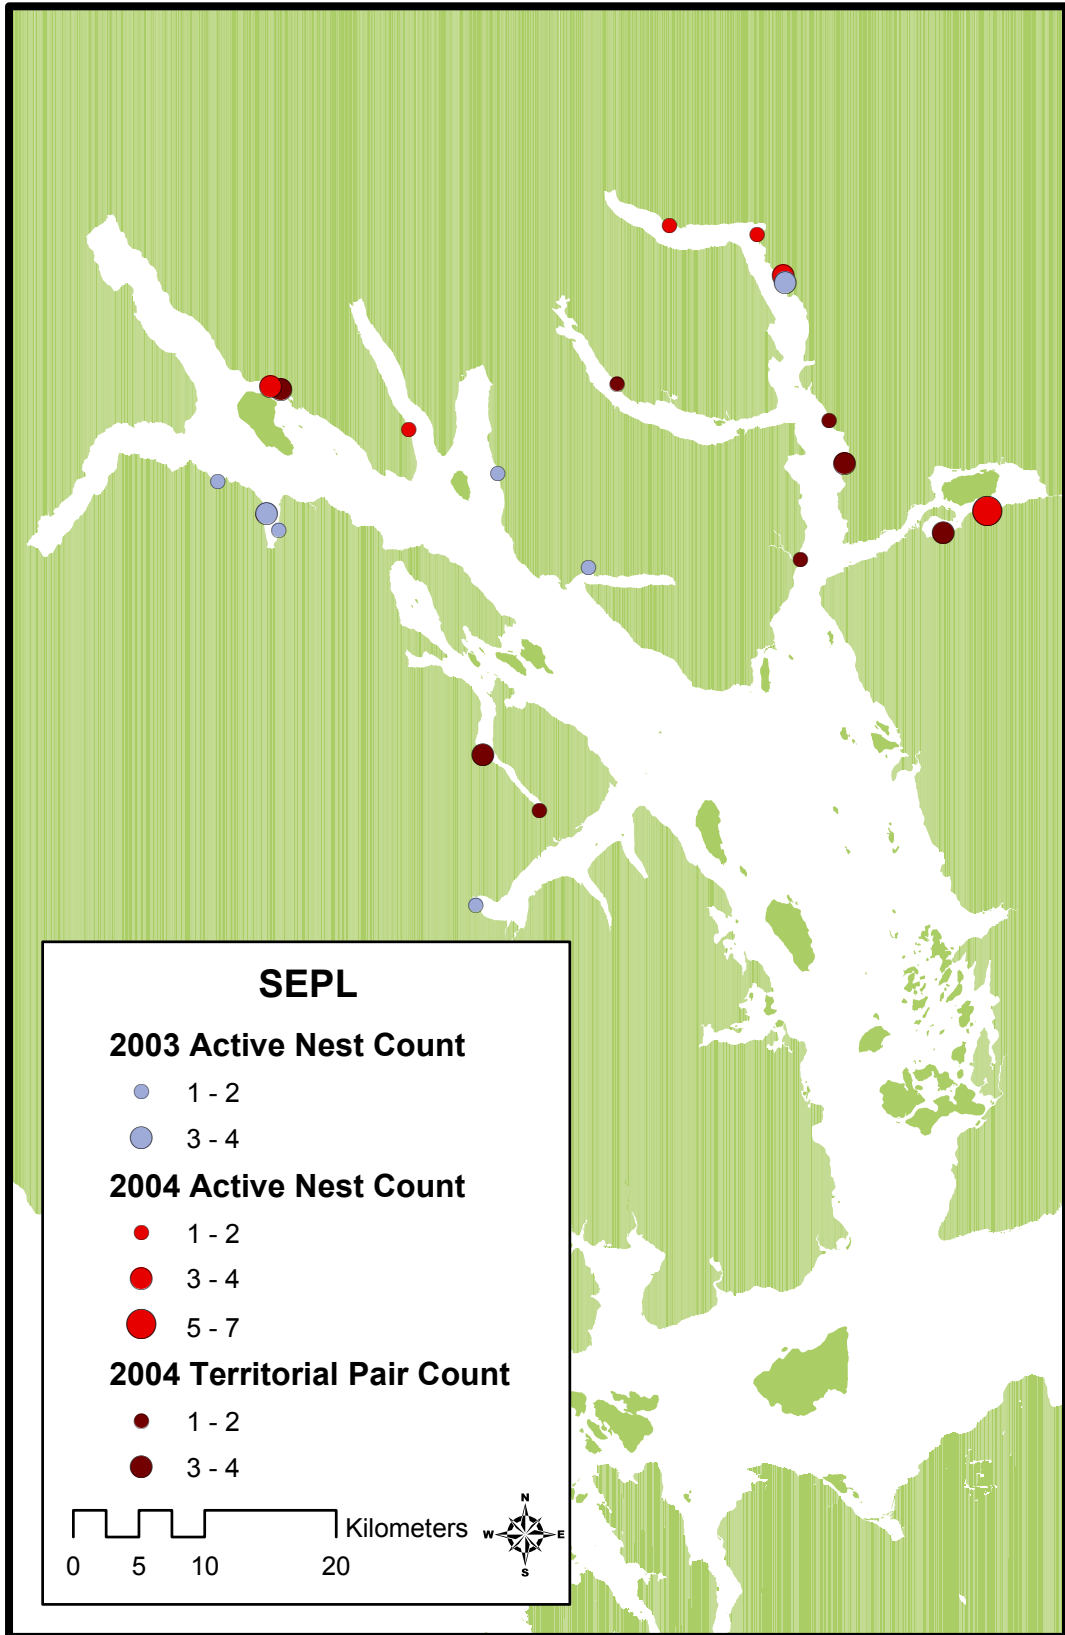 SEPL
2003 Active Nest Count
1 - 2
3 - 4
2004 Active Nest Count
1 - 2
3 - 4
5 - 7
2004 Territorial Pair Count
1 - 2
3 - 4
Kilometers
0 5 10 20
N
W E
S